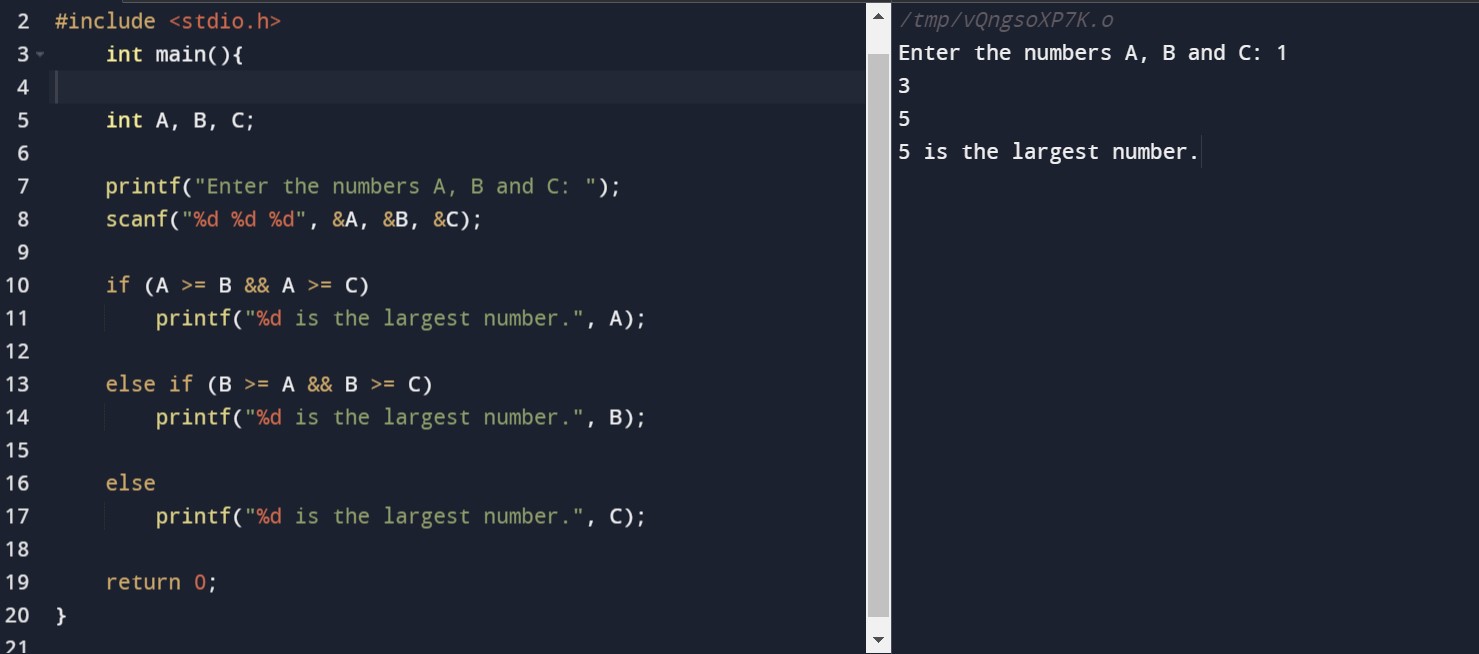 2 #include <stdio.h>
3 int main(){
4
5 int A, B, C;
6
7 printf("Enter the numbers A, B and C: ");
8 scanf("%d %d %d", &A, &B, &C);
9
10 if (A >= B && A >= C)
11 printf("%d is the largest number.", A);
12
13 else if (B >= A && B >= C)
14 printf("%d is the largest number.", B);
15
16 else
17 printf("%d is the largest number.", C);
18
19 return 0;
20 }
21
/tmp/vQngsoXP7K.o
Enter the numbers A, B and C: 1
3
5
5 is the largest number.